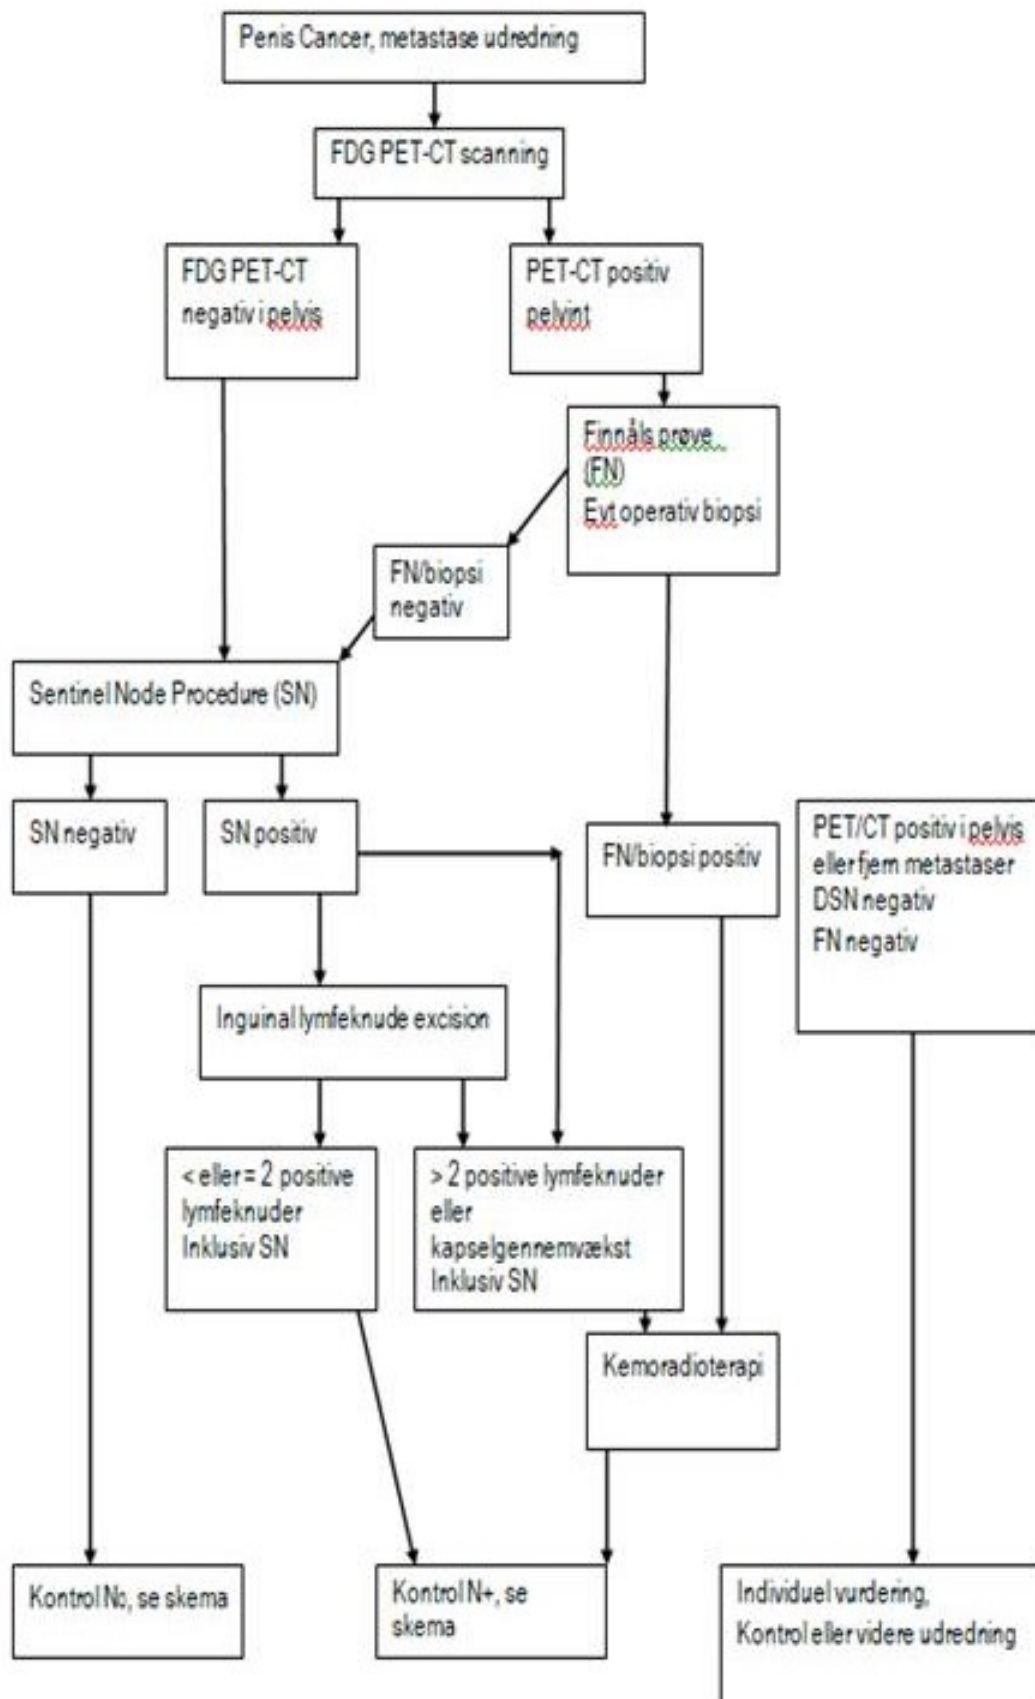 Penis Cancer, metastase udredning
FDG PET-CT scanning
FDG PET-CT
negativ i pelvis
PET-CT positiv
pelvint
Finnåls prøve
(FN)
Evt operativ biopsi
FN/biopsi
negativ
Sentinel Node Procedure (SN)
SN negativ
SN positiv
FN/biopsi positiv
PET/CT positiv i pelvis
eller fjern metastaser
DSN negativ
FN negativ
Inguinal lymfeknude excision
< eller = 2 positive
lymfeknuder
Inklusiv SN
> 2 positive lymfeknuder
eller
kapselgennemvækst
Inklusiv SN
Kemoradioterapi
Kontrol N0, se skema
Kontrol N+, se
skema
Individuel vurdering,
Kontrol eller videre udredning